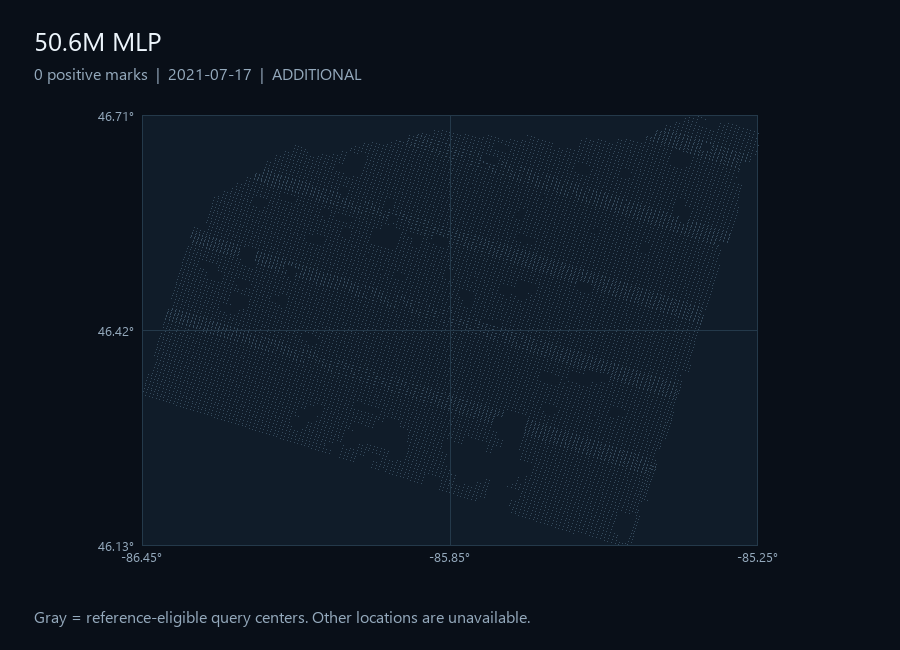 50.6M MLP
0 positive marks | 2021-07-17 | ADDITIONAL
46.71°
46.42°
46.13°
-86.45°
-85.85°
-85.25°
Gray = reference-eligible query centers. Other locations are unavailable.